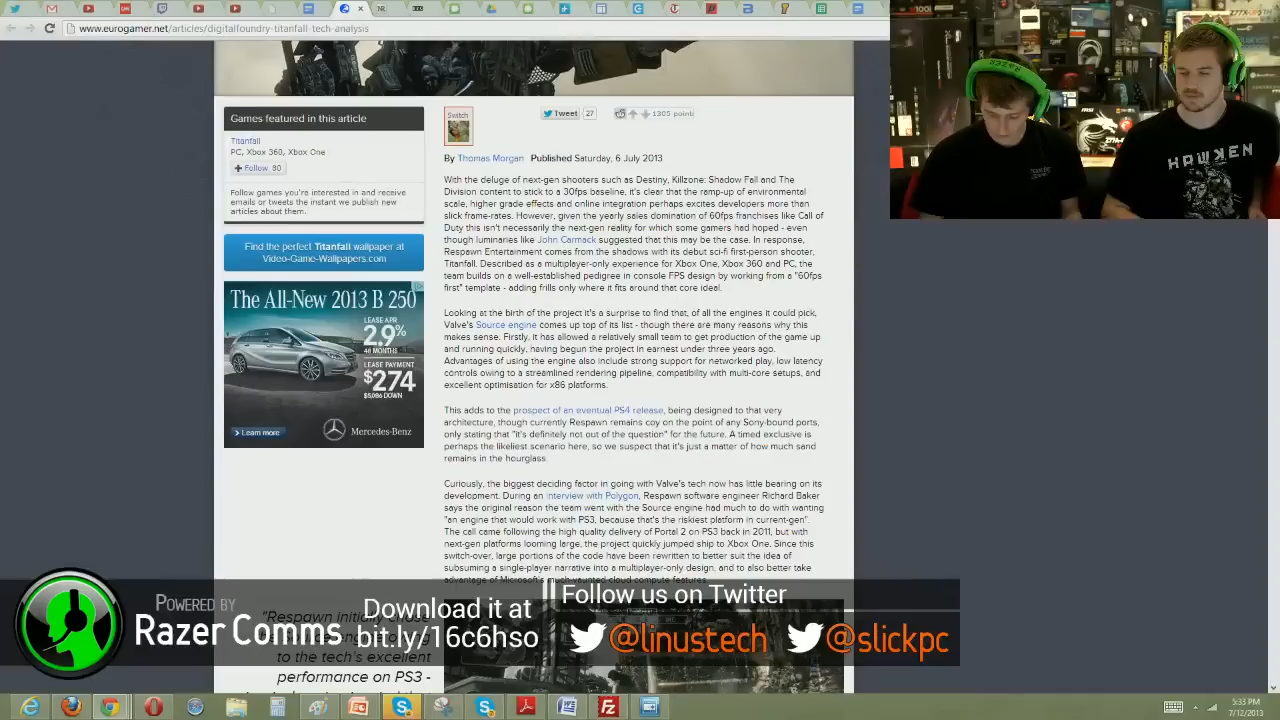 www.eurogamer.net/articles/digitalfoundry-titanfall-tech-analysis
Games featured in this article
Titanfall
PC, Xbox 360, Xbox One
Follow 80
Follow games you're interested in and receive
emails or tweets the instant we publish new
articles about them.
Find the perfect Titanfall wallpaper at
Video-Game-Wallpapers.com
The All-New 2013 B 250
LEASE APR
2.9%
48 MONTHS
LEASE PAYMENT
$274
$5,086 DOWN
Learn more
Mercedes-Benz
Switch
Tweet 27
1305 points
By Thomas Morgan Published Saturday, 6 July 2013
With the deluge of next-gen shooters such as Destiny, Killzone: Shadow Fall and The
Division content to stick to a 30fps baseline, it's clear that the ramp-up of environmental
scale, higher grade effects and online integration perhaps excites developers more than
slick frame-rates. However, given the yearly sales domination of 60fps franchises like Call of
Duty this isn't necessarily the next-gen reality for which some gamers had hoped - even
though luminaries like John Carmack suggested that this may be the case. In response,
Respawn Entertainment comes from the shadows with its debut sci-fi first-person shooter,
Titanfall. Described as a multiplayer-only experience for Xbox One, Xbox 360 and PC, the
team builds on a well-established pedigree in console FPS design by working from a "60fps
first" template - adding frills only where it fits around that core ideal.
Looking at the birth of the project it's a surprise to find that, of all the engines it could pick,
Valve's Source engine comes up top of its list - though there are many reasons why this
makes sense. Firstly, it has allowed a relatively small team to get production of the game up
and running quickly, having begun the project in earnest under three years ago.
Advantages of using the engine also include strong support for networked play, low latency
controls owing to a streamlined rendering pipeline, compatibility with multi-core setups, and
excellent optimisation for x86 platforms.
This adds to the prospect of an eventual PS4 release, being designed to that very
architecture, though currently Respawn remains coy on the point of any Sony-bound ports,
only stating that "it's definitely not out of the question" for the future. A timed exclusive is
perhaps the likeliest scenario here, so we suspect that it's just a matter of how much sand
remains in the hourglass.
Curiously, the biggest deciding factor in going with Valve's tech now has little bearing on its
development. During an interview with Polygon, Respawn software engineer Richard Baker
says the original reason the team went with the Source engine had much to do with wanting
"an engine that would work with PS3, because that's the riskiest platform in current-gen".
The call came following the high quality delivery of Portal 2 on PS3 back in 2011, but with
next-gen platforms looming large, the project quickly jumped ship to Xbox One. Since this
switch-over, large portions of the code have been rewritten to better suit the idea of
subsuming a single-player narrative into a multiplayer-only design, and to also better take
advantage of Microsoft's much-vaunted cloud compute features.
"Respawn initially
to the tech's excellent
performance on PS3 -
POWERED BY
RAZER COMMS
Download it at
bit.ly/16c6hso
Follow us on Twitter
@linustech
@slickpc
HAWKEN
msi
5:33 PM
7/12/2013